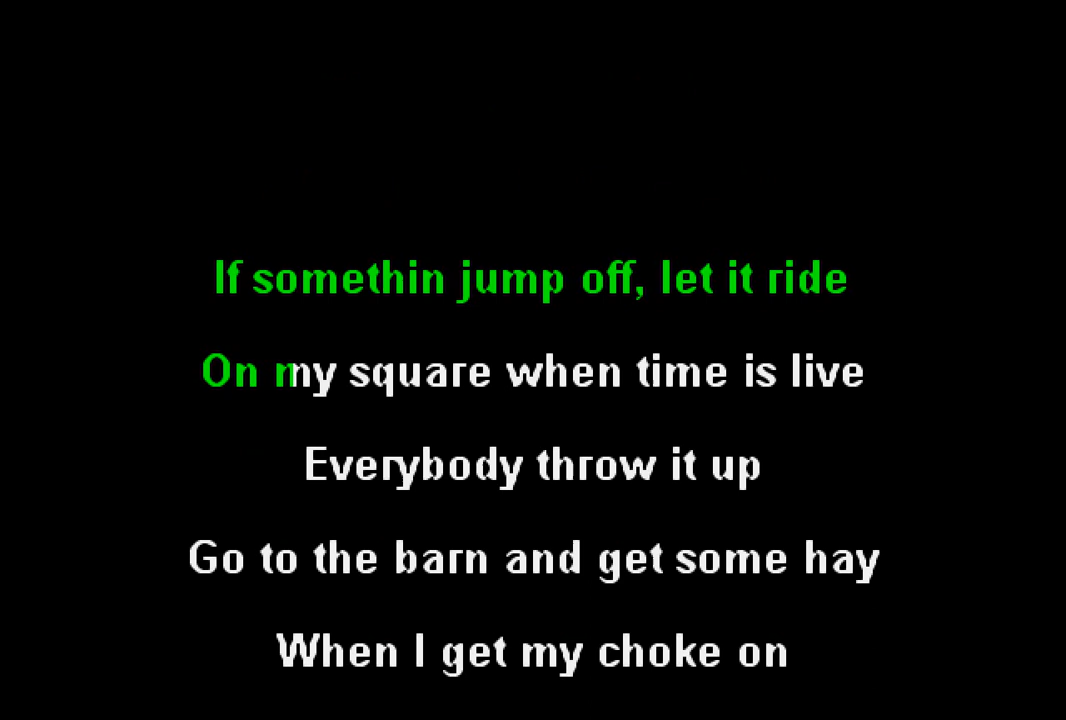 If somethin jump off, let it ride
On my square when time is live
Everybody throw it up
Go to the barn and get some hay
When I get my choke on